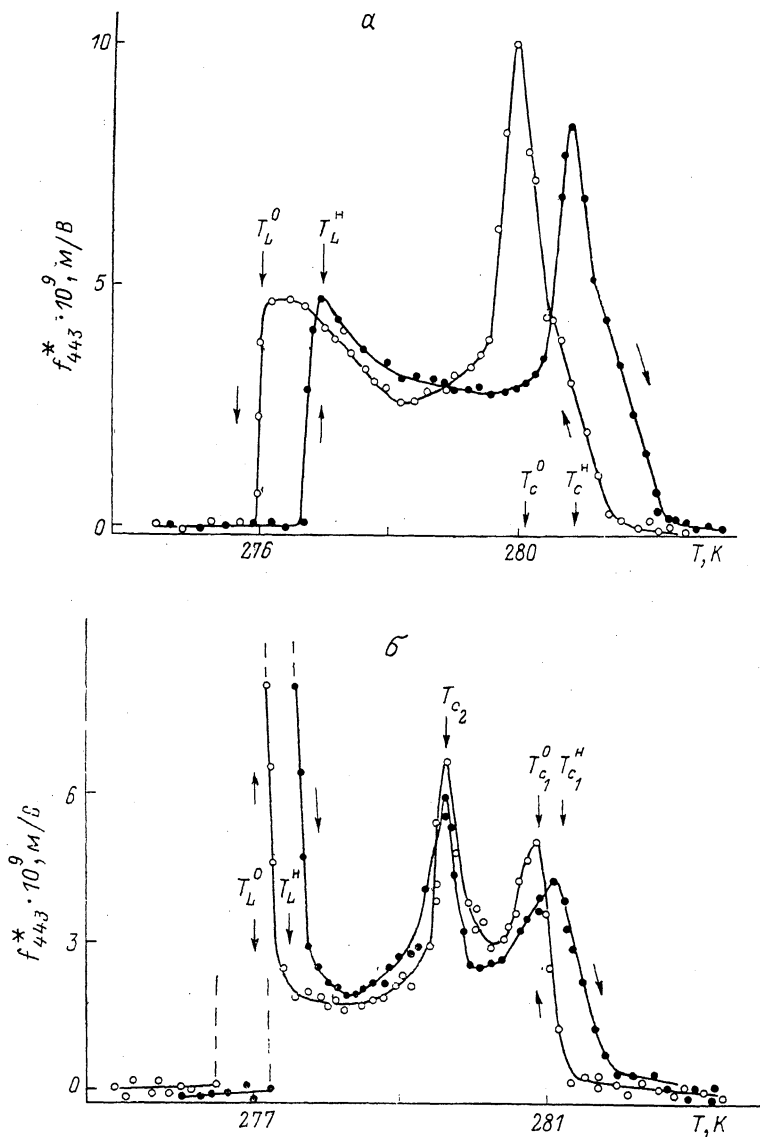 а
10
5
0
f*₄₄₃·10⁹, м/В
T_L^O
T_L^H
T_c^O
T_c^H
276
280
T, К
б
6
3
0
f*₄₄₃·10⁹, м/В
T_L^O
T_L^H
T_c₂
T_c₁^O
T_c₁^H
277
281
T, К